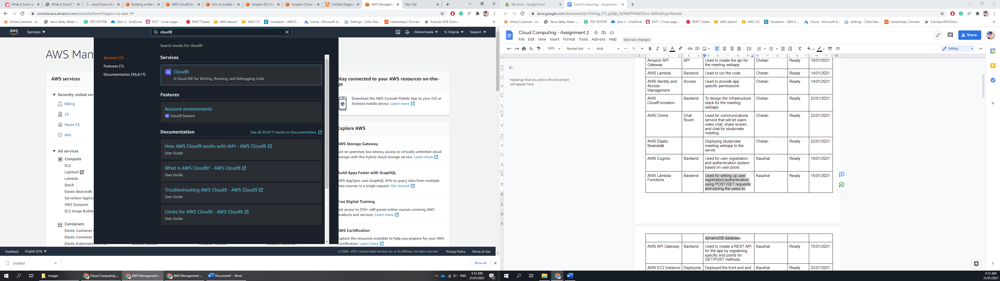 What is Zoom an
What is Zoom? T
cloud 9 aws chim
Building a Meeti
AWS Cloud9 Am
How to Enable C
Amazon EC2 Inst
Amazon Chime S
Untitled Diagram
AWS Manageme
New Tab
console.aws.amazon.com/console/home?region=us-east-1#
Alinta Customer - A...
Yarra Valley Water :...
PDF EDITOR
Sem 3 - OneDrive
EDIT - Cover page...
RMIT Tickets
AWS educa1
AWS CIC
Vocareum - AWS E...
Home - Microsoft A...
Settings - Zoho Mai...
namecheap | Domain
Subclass 858 Distin...
aws
Services
cloud9
chetanchawla
N. Virginia
Support
AWS Man
Search results for 'cloud9'
Services (1)
Features (1)
Documentation (39,817)
Services
Cloud9
A Cloud IDE for Writing, Running, and Debugging Code
Features
Account environments
Cloud9 feature
Documentation
See all 39,817 results in Documentation
How AWS Cloud9 works with IAM - AWS Cloud9
User Guide
What is AWS Cloud9? - AWS Cloud9
User Guide
Troubleshooting AWS Cloud9 - AWS Cloud9
User Guide
Limits for AWS Cloud9 - AWS Cloud9
User Guide
AWS services
Recently visited ser
Billing
S3
Route 53
IAM
All services
Compute
EC2
Lightsail
Lambda
Batch
Elastic Beanstalk
Serverless Applica
AWS Outposts
EC2 Image Builde
Containers
Elastic Container
Elastic Container
Elastic Kubernetes Service
Stay connected to your AWS resources on-the-
go
Download the AWS Console Mobile App to your iOS or
Android mobile device. Learn more
Explore AWS
AWS Storage Gateway
Get on-premises low latency access to virtually unlimited cloud
storage with this hybrid cloud storage service. Learn more
Build Apps Faster with GraphQL
AWS AppSync uses GraphQL APIs to query data from multiple
data sources in a single request. Get started
Free Digital Training
Get access to 350+ self-paced online courses covering AWS
products and services. Learn more
AWS Certification
Explore the resources available to help you prepare for your AWS
Certification. Learn more
Feedback
English (US)
© 2008 - 2021, Amazon Web Services, Inc. or its affiliates. All rights reserved.
Privacy Policy
Terms of Use
Untitled
Show all
Images
Cloud Computing ...
AWS Management ...
AWS Management ...
Document1 - Word
ENG
5:12 AM
31/01/2021
2
My Drive - Google Drive
Cloud Computing - Assignment
docs.google.com/document/d/1XYnQg_EJT_g26jB_lQOfkKPHNdOZzvL-9bRw6FLgUAk/edit
Alinta Customer - A...
Yarra Valley Water :...
PDF EDITOR
Sem 3 - OneDrive
EDIT - Cover page...
RMIT Tickets
AWS educa1
AWS CIC
Vocareum - AWS E...
Home - Microsoft A...
Settings - Zoho Mai...
namecheap | Domain
Subclass 858 Distin...
Cloud Computing - Assignment 2
File Edit View Insert Format Tools Add-ons Help
See new changes
Share
100%
Normal text
Arial
11
Editing
Headings that you add to the document
will appear here.
Amazon API Gateway API Used to create the api for the meeting webapp Chetan Ready 19/01/2021
AWS Lambda Backend Used to run the code Chetan Ready 14/01/2021
AWS Identity and Access Management Access Used to provide app specific permissions Chetan Ready 14/01/2021
AWS CloudFormation Backend To design the infrastructure stack for the meeting webapp Chetan Ready 22/01/2021
AWS Chime Chat Room Used for communications service that will let users video chat, share screen, and chat.for studymate meeting. Chetan Ready 22/01/2021
AWS Elastic Beanstalk Deploying studymate meeting webapp to the server Chetan Ready 22/01/2021
AWS Cognito Backend Used for user registration and authentication system based on user pools Kaushal Ready 19/01/2021
AWS Lambda Functions Backend Used for setting up user registration/authentication using POST/GET requests and storing the users in Kaushal Ready 15/01/2021
dynamoDB database
AWS API Gateway Backend Used to create a REST API for the app by registering specific end points for GET/POST methods Kaushal Ready 15/01/2021
AWS EC2 Instance Deployme Deployed the front end and Kaushal Ready 22/01/2021
5:12 AM
31/01/2021